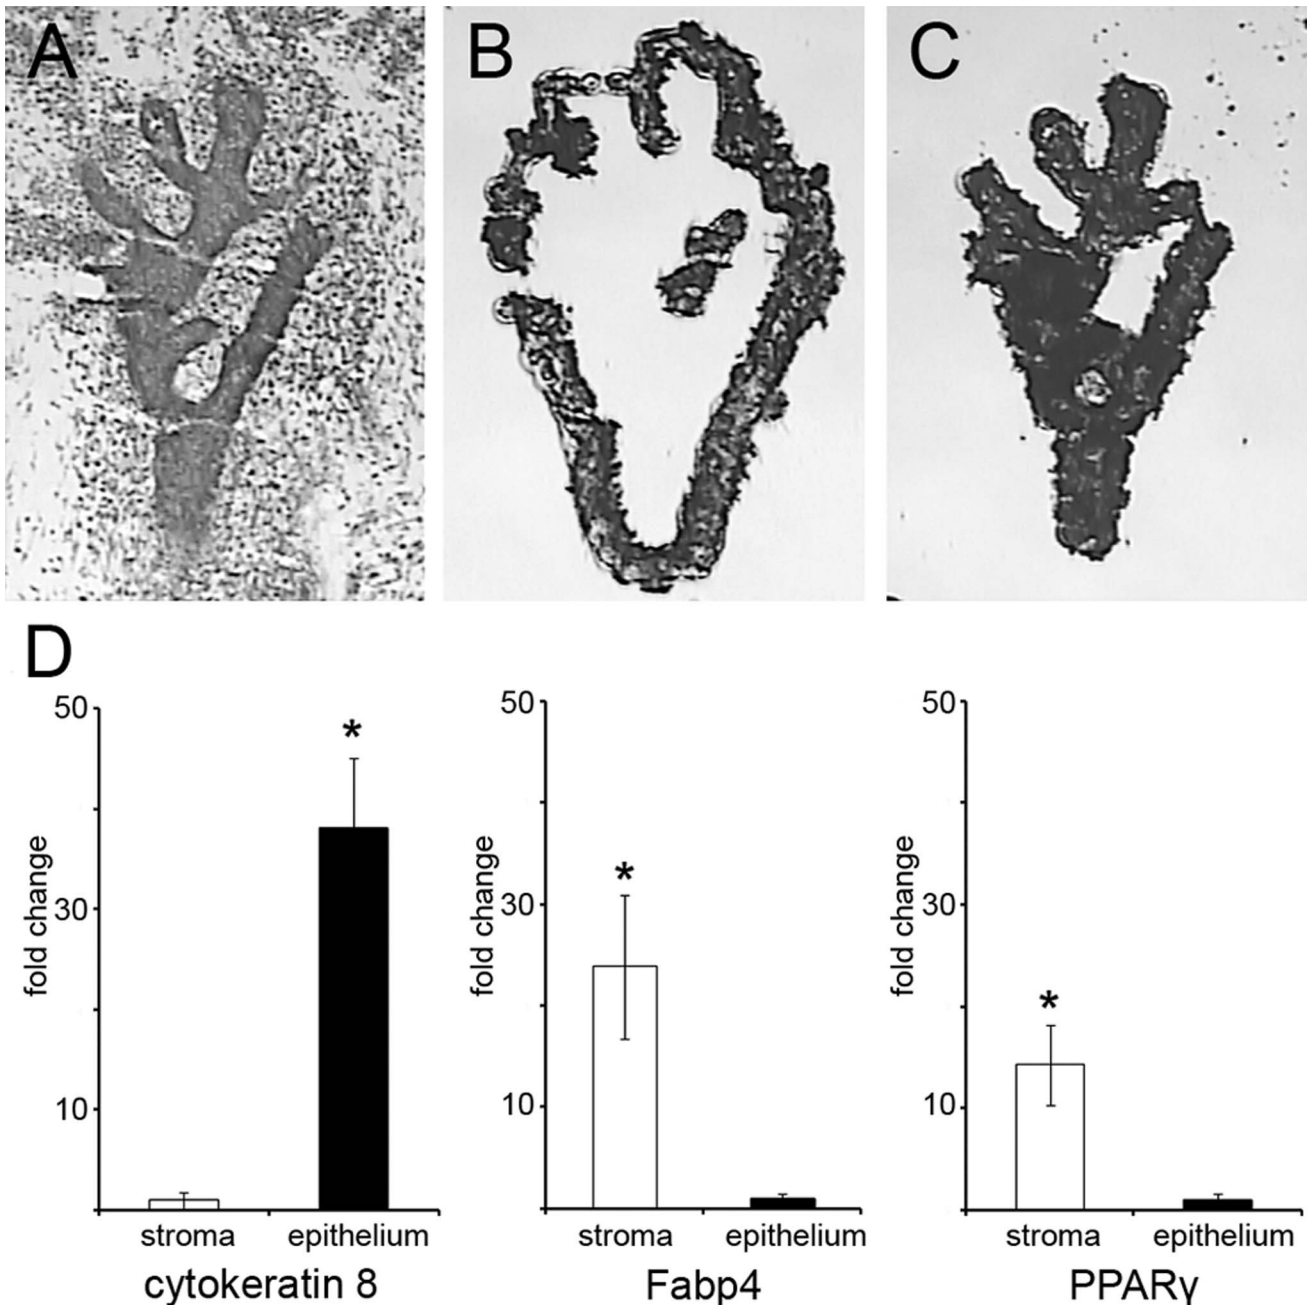 A
B
C
D
50
30
10
fold change
*
stroma
epithelium
cytokeratin 8
50
30
10
fold change
*
stroma
epithelium
Fabp4
50
30
10
fold change
*
stroma
epithelium
PPARγ